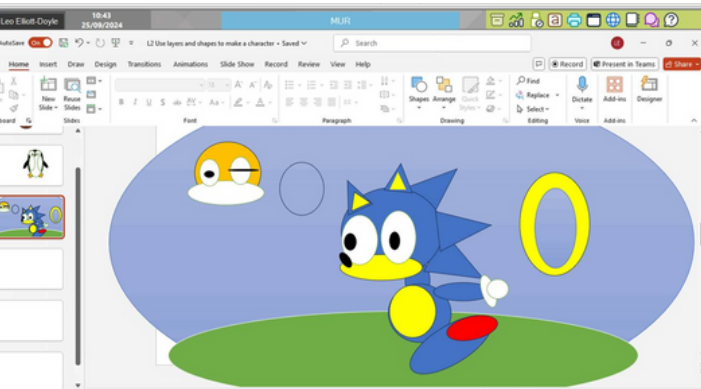 Leo Elliott-Doyle
10:43
25/09/2024
MUR
AutoSave On
L2 Use layers and shapes to make a character • Saved
Search
Home Insert Draw Design Transitions Animations Slide Show Record Review View Help
Record
Present in Teams
Share
New Slide
Reuse Slides
Shapes
Arrange
Quick Styles
Find
Replace
Select
Dictate
Add-ins
Designer
Slides
Font
Paragraph
Drawing
Editing
Voice
Add-ins